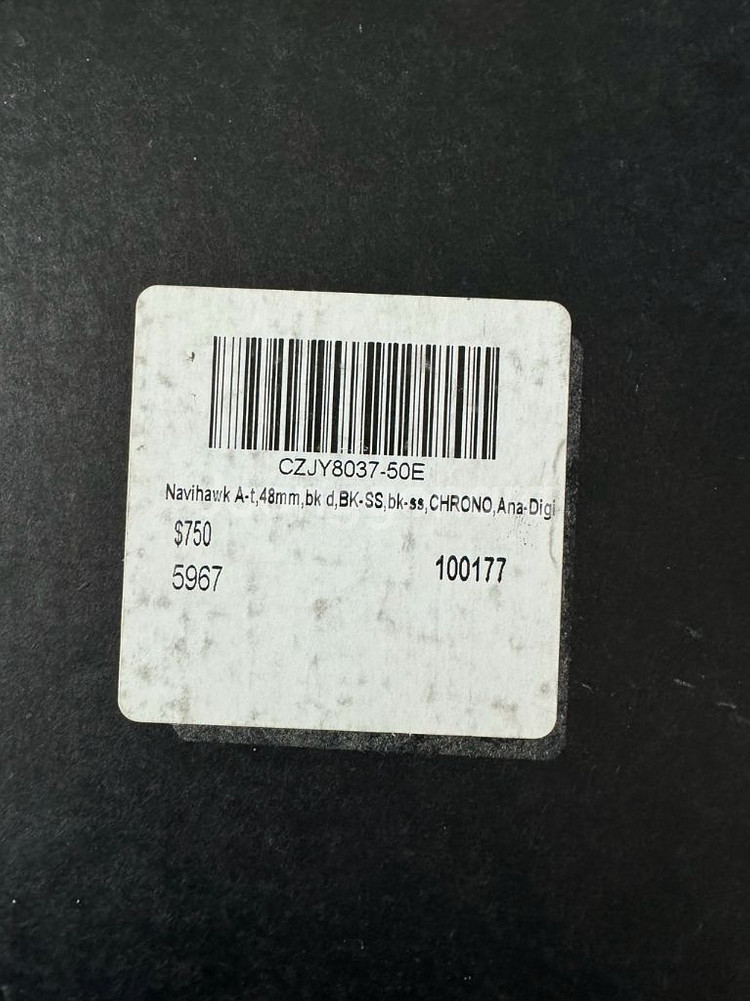 CZJY8037-50E
Navihawk A-t,48mm,bk d,BK-SS,bk-ss,CHRONO,Ana-Digi
$750
5967
100177